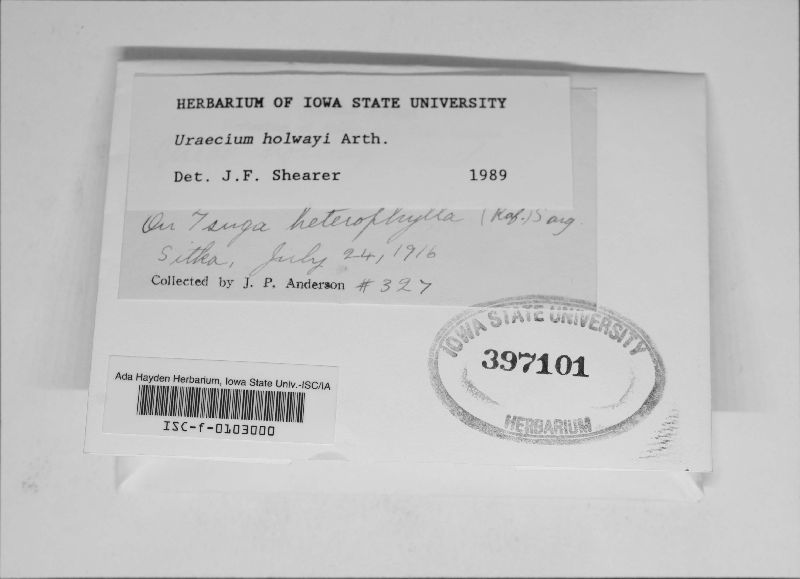 HERBARIUM OF IOWA STATE UNIVERSITY
Uraecium holwayi Arth.
Det. J.F. Shearer 1989
On Tsuga heterophylla (Raf.) Sarg.
Sitka, July 24, 1916
Collected by J. P. Anderson # 327
IOWA STATE UNIVERSITY
397101
HERBARIUM
Ada Hayden Herbarium, Iowa State Univ.-ISC/IA
ISC-f-0103000